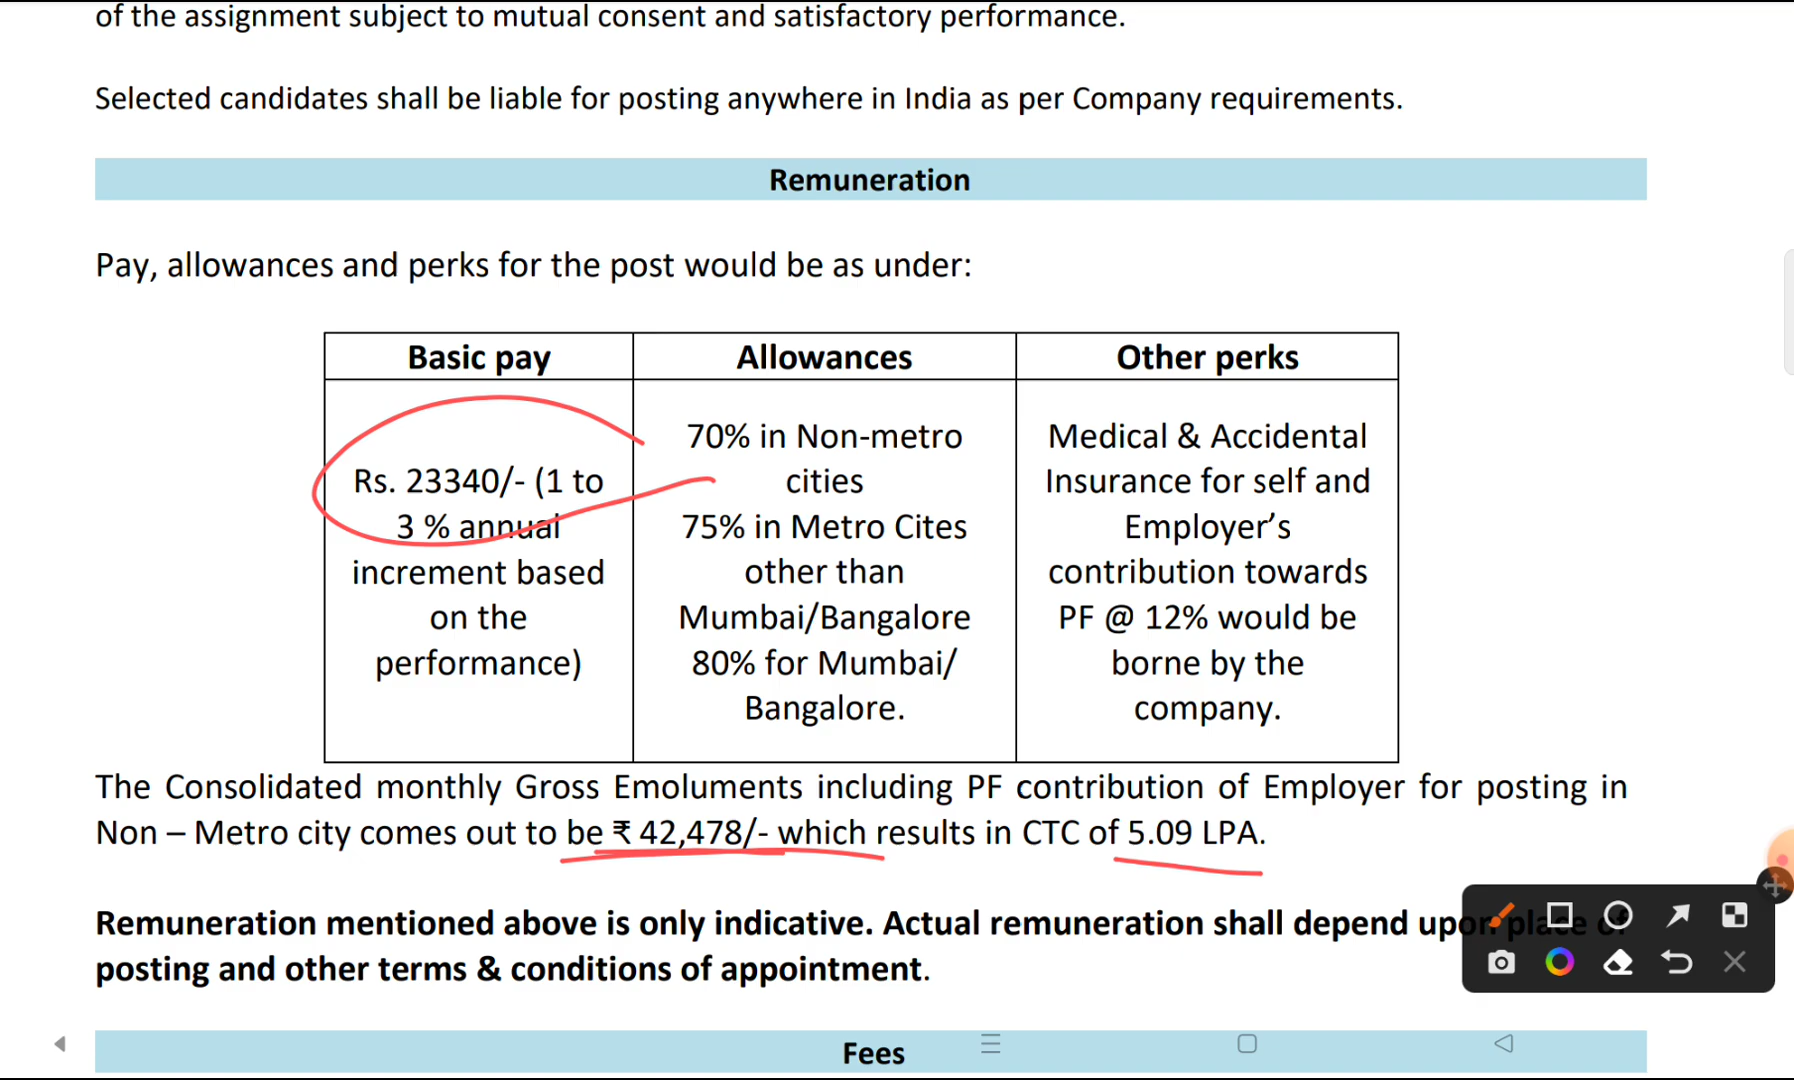 of the assignment subject to mutual consent and satisfactory performance.
Selected candidates shall be liable for posting anywhere in India as per Company requirements.
Remuneration
Pay, allowances and perks for the post would be as under:
Basic pay
Allowances
Other perks
Rs. 23340/- (1 to
3 % annual
increment based
on the
performance)
70% in Non-metro
cities
75% in Metro Cites
other than
Mumbai/Bangalore
80% for Mumbai/
Bangalore.
Medical & Accidental
Insurance for self and
Employer’s
contribution towards
PF @ 12% would be
borne by the
company.
The Consolidated monthly Gross Emoluments including PF contribution of Employer for posting in
Non – Metro city comes out to be ₹ 42,478/- which results in CTC of 5.09 LPA.
Remuneration mentioned above is only indicative. Actual remuneration shall depend upon place of
posting and other terms & conditions of appointment.
Fees